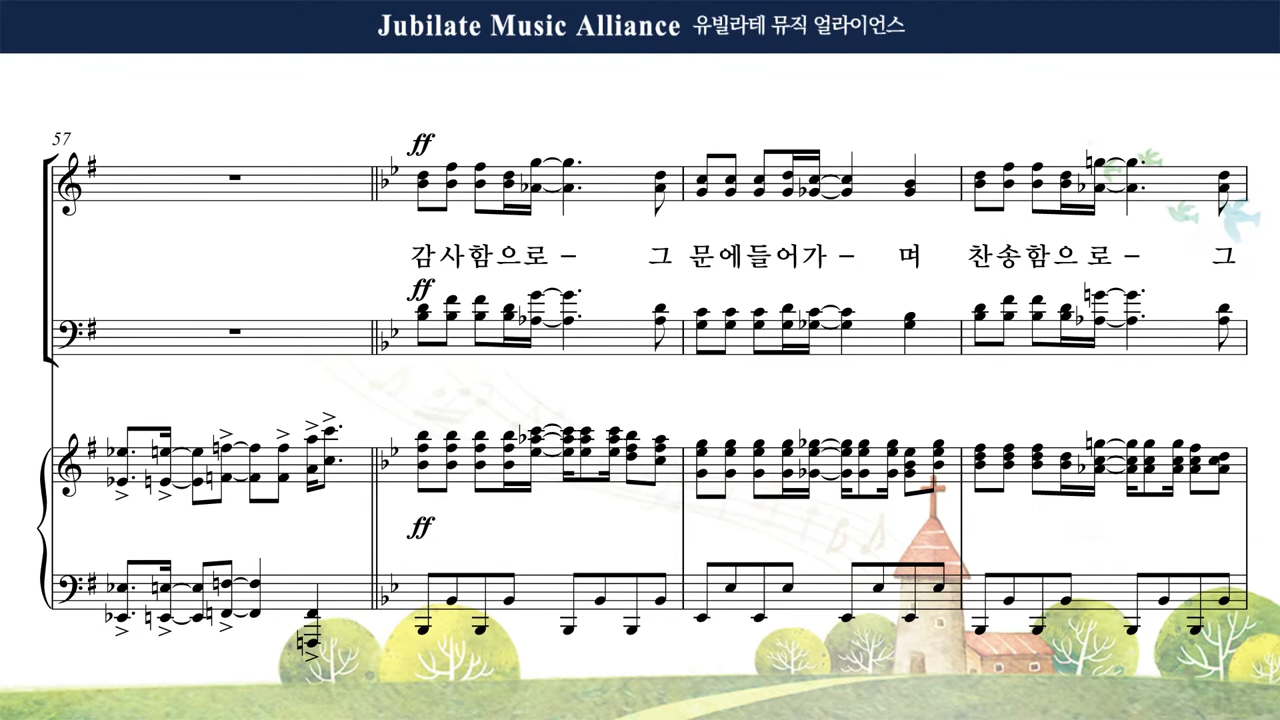 Jubilate Music Alliance 유빌라테 뮤직 얼라이언스
57
ff
감사함으로 – 그 문에들어가 – 며 찬송함으로 – 그
ff
ff